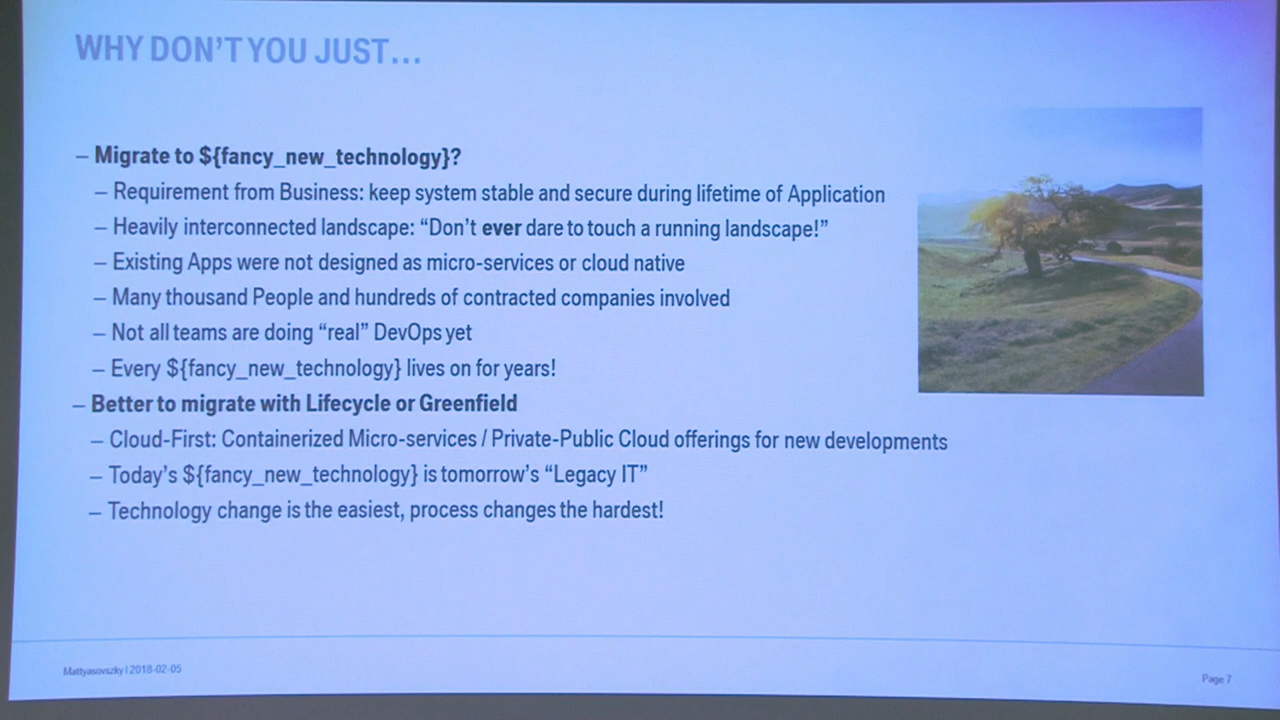 WHY DON'T YOU JUST...
– Migrate to ${fancy_new_technology}?
– Requirement from Business: keep system stable and secure during lifetime of Application
– Heavily interconnected landscape: “Don't ever dare to touch a running landscape!”
– Existing Apps were not designed as micro-services or cloud native
– Many thousand People and hundreds of contracted companies involved
– Not all teams are doing “real” DevOps yet
– Every ${fancy_new_technology} lives on for years!
– Better to migrate with Lifecycle or Greenfield
– Cloud-First: Containerized Micro-services / Private-Public Cloud offerings for new developments
– Today's ${fancy_new_technology} is tomorrow's “Legacy IT”
– Technology change is the easiest, process changes the hardest!
Mattyasovszky | 2018-02-05
Page 7